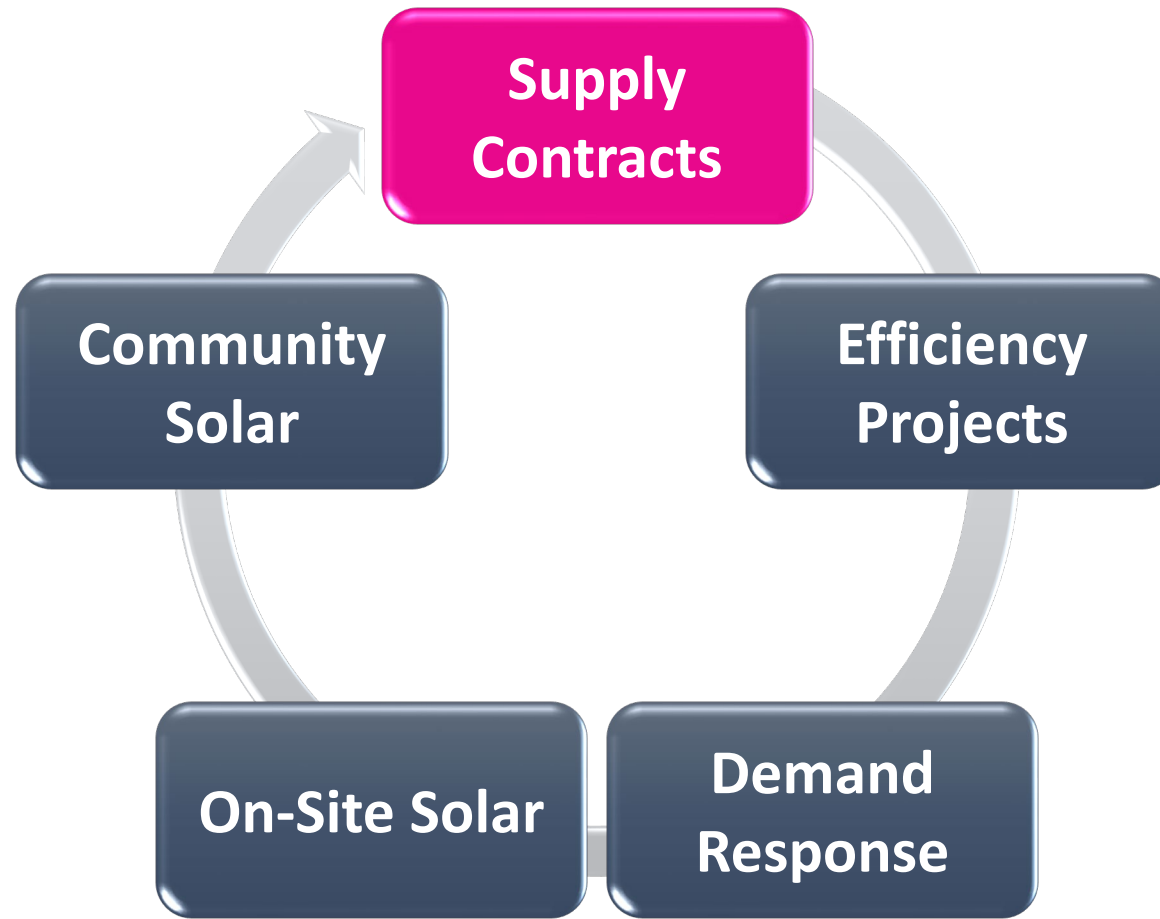 Supply
Contracts
Efficiency
Projects
Demand
Response
On-Site Solar
Community
Solar